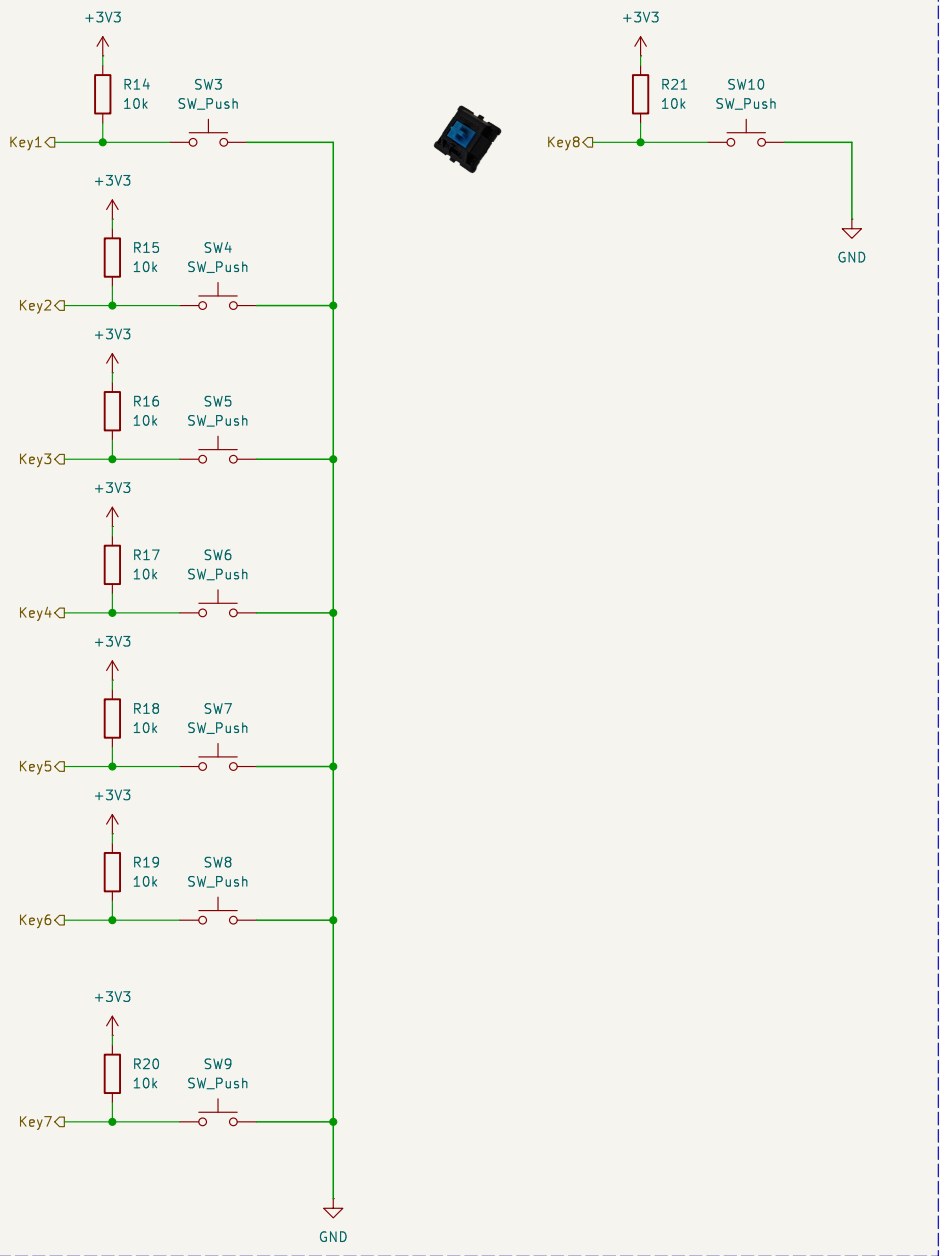 +3V3
R14
10k
SW3
SW_Push
Key1
+3V3
R21
10k
SW10
SW_Push
Key8
GND
+3V3
R15
10k
SW4
SW_Push
Key2
+3V3
R16
10k
SW5
SW_Push
Key3
+3V3
R17
10k
SW6
SW_Push
Key4
+3V3
R18
10k
SW7
SW_Push
Key5
+3V3
R19
10k
SW8
SW_Push
Key6
+3V3
R20
10k
SW9
SW_Push
Key7
GND